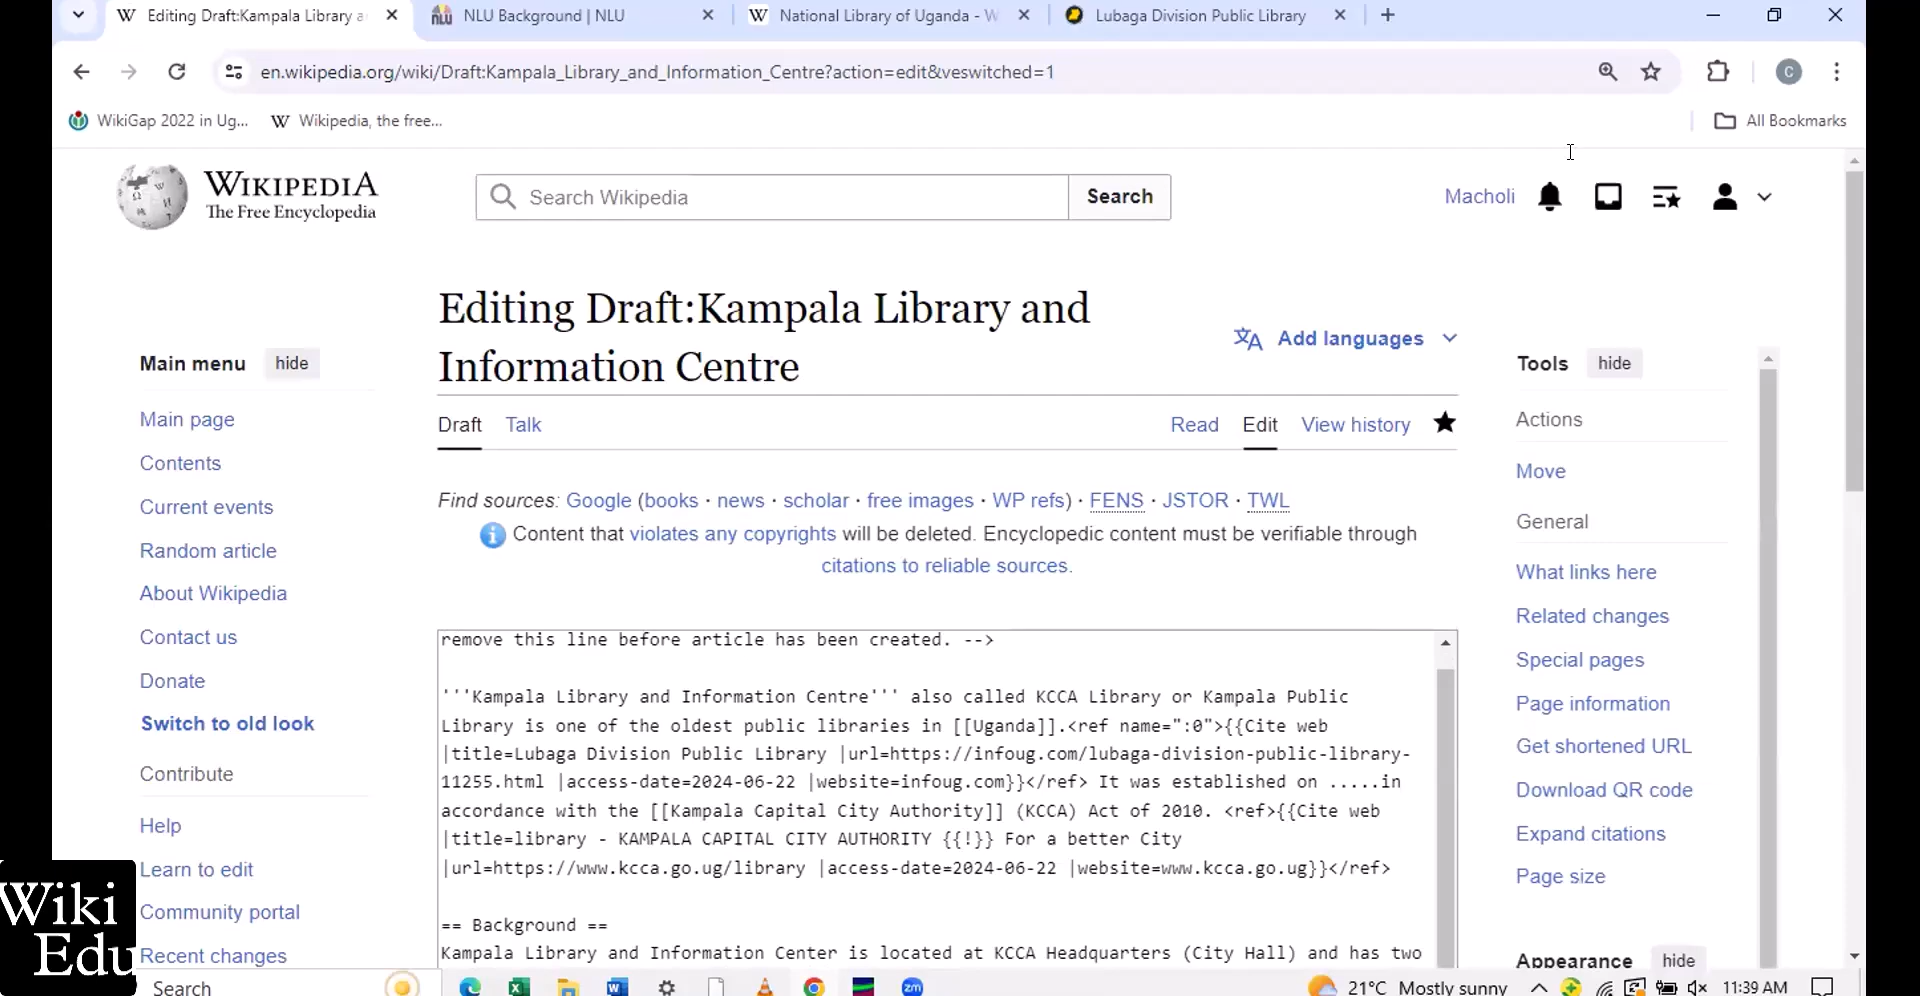 Editing Draft:Kampala Library a
NLU Background | NLU
National Library of Uganda - W
Lubaga Division Public Library
en.wikipedia.org/wiki/Draft:Kampala_Library_and_Information_Centre?action=edit&veswitched=1
C
WikiGap 2022 in Ug...
Wikipedia, the free...
All Bookmarks
WIKIPEDIA
The Free Encyclopedia
Search Wikipedia
Search
Macholi
Editing Draft:Kampala Library and
Information Centre
Add languages
Main menu hide
Main page
Contents
Current events
Random article
About Wikipedia
Contact us
Donate
Switch to old look
Contribute
Help
Learn to edit
Community portal
Recent changes
Draft Talk
Read Edit View history
Find sources: Google (books · news · scholar · free images · WP refs) · FENS · JSTOR · TWL
Content that violates any copyrights will be deleted. Encyclopedic content must be verifiable through
citations to reliable sources.
remove this line before article has been created. -->
'''Kampala Library and Information Centre''' also called KCCA Library or Kampala Public
Library is one of the oldest public libraries in [[Uganda]].<ref name=":0">{{Cite web
|title=Lubaga Division Public Library |url=https://infoug.com/lubaga-division-public-library-
11255.html |access-date=2024-06-22 |website=infoug.com}}</ref> It was established on .....in
accordance with the [[Kampala Capital City Authority]] (KCCA) Act of 2010. <ref>{{Cite web
|title=library - KAMPALA CAPITAL CITY AUTHORITY {{!}} For a better City
|url=https://www.kcca.go.ug/library |access-date=2024-06-22 |website=www.kcca.go.ug}}</ref>
== Background ==
Kampala Library and Information Center is located at KCCA Headquarters (City Hall) and has two
Tools hide
Actions
Move
General
What links here
Related changes
Special pages
Page information
Get shortened URL
Download QR code
Expand citations
Page size
Appearance hide
Wiki
Edu
Search
zm
21°C Mostly sunny
11:39 AM